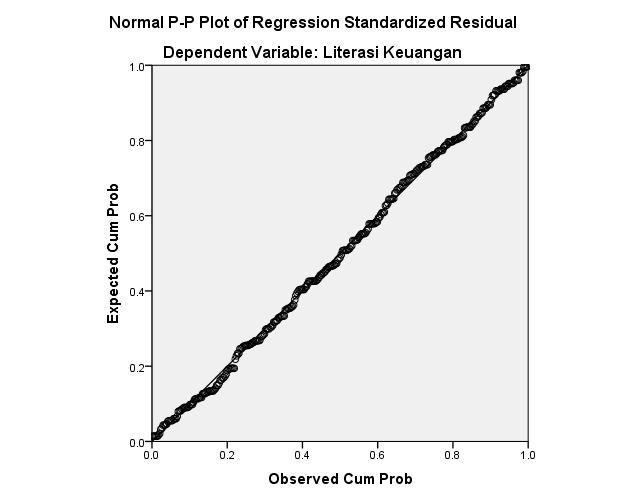 Normal P-P Plot of Regression Standardized Residual
Dependent Variable: Literasi Keuangan
Expected Cum Prob
1.0
0.8
0.6
0.4
0.2
0.0
0.0 0.2 0.4 0.6 0.8 1.0
Observed Cum Prob